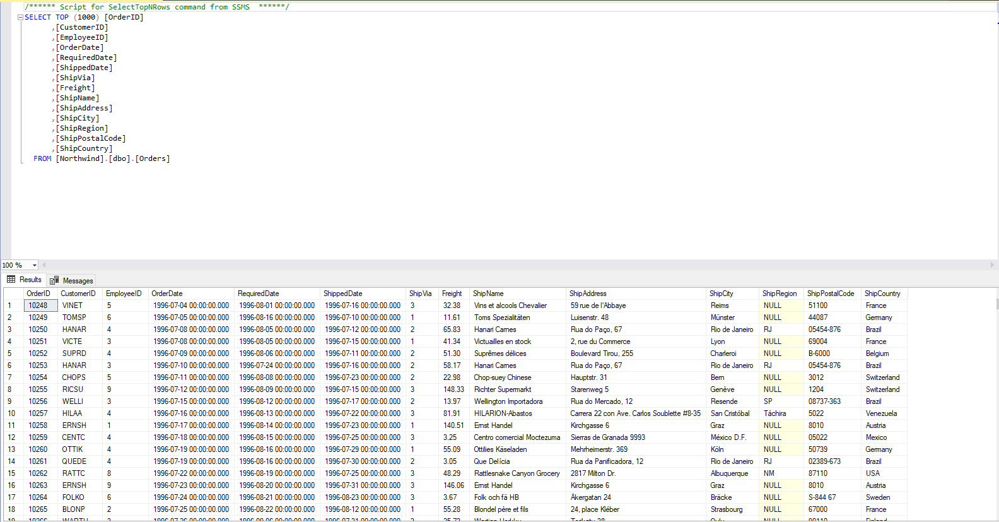 /****** Script for SelectTopNRows command from SSMS  ******/
SELECT TOP (1000) [OrderID]
,[CustomerID]
,[EmployeeID]
,[OrderDate]
,[RequiredDate]
,[ShippedDate]
,[ShipVia]
,[Freight]
,[ShipName]
,[ShipAddress]
,[ShipCity]
,[ShipRegion]
,[ShipPostalCode]
,[ShipCountry]
FROM [Northwind].[dbo].[Orders]
100 %
Results Messages
OrderID CustomerID EmployeeID OrderDate RequiredDate ShippedDate ShipVia Freight ShipName ShipAddress ShipCity ShipRegion ShipPostalCode ShipCountry
1 10248 VINET 5 1996-07-04 00:00:00.000 1996-08-01 00:00:00.000 1996-07-16 00:00:00.000 3 32.38 Vins et alcools Chevalier 59 rue de l'Abbaye Reims NULL 51100 France
2 10249 TOMSP 6 1996-07-05 00:00:00.000 1996-08-16 00:00:00.000 1996-07-10 00:00:00.000 1 11.61 Toms Spezialitäten Luisenstr. 48 Münster NULL 44087 Germany
3 10250 HANAR 4 1996-07-08 00:00:00.000 1996-08-05 00:00:00.000 1996-07-12 00:00:00.000 2 65.83 Hanari Carnes Rua do Paço, 67 Rio de Janeiro RJ 05454-876 Brazil
4 10251 VICTE 3 1996-07-08 00:00:00.000 1996-08-05 00:00:00.000 1996-07-15 00:00:00.000 1 41.34 Victuailles en stock 2, rue du Commerce Lyon NULL 69004 France
5 10252 SUPRD 4 1996-07-09 00:00:00.000 1996-08-06 00:00:00.000 1996-07-11 00:00:00.000 2 51.30 Suprêmes délices Boulevard Tirou, 255 Charleroi NULL B-6000 Belgium
6 10253 HANAR 3 1996-07-10 00:00:00.000 1996-07-24 00:00:00.000 1996-07-16 00:00:00.000 2 58.17 Hanari Carnes Rua do Paço, 67 Rio de Janeiro RJ 05454-876 Brazil
7 10254 CHOPS 5 1996-07-11 00:00:00.000 1996-08-08 00:00:00.000 1996-07-23 00:00:00.000 2 22.98 Chop-suey Chinese Hauptstr. 31 Bern NULL 3012 Switzerland
8 10255 RICSU 9 1996-07-12 00:00:00.000 1996-08-09 00:00:00.000 1996-07-15 00:00:00.000 3 148.33 Richter Supermarkt Starenweg 5 Genève NULL 1204 Switzerland
9 10256 WELLI 3 1996-07-15 00:00:00.000 1996-08-12 00:00:00.000 1996-07-17 00:00:00.000 2 13.97 Wellington Importadora Rua do Mercado, 12 Resende SP 08737-363 Brazil
10 10257 HILAA 4 1996-07-16 00:00:00.000 1996-08-13 00:00:00.000 1996-07-22 00:00:00.000 3 81.91 HILARION-Abastos Carrera 22 con Ave. Carlos Soublette #8-35 San Cristóbal Táchira 5022 Venezuela
11 10258 ERNSH 1 1996-07-17 00:00:00.000 1996-08-14 00:00:00.000 1996-07-23 00:00:00.000 1 140.51 Ernst Handel Kirchgasse 6 Graz NULL 8010 Austria
12 10259 CENTC 4 1996-07-18 00:00:00.000 1996-08-15 00:00:00.000 1996-07-25 00:00:00.000 3 3.25 Centro comercial Moctezuma Sierras de Granada 9993 México D.F. NULL 05022 Mexico
13 10260 OTTIK 4 1996-07-19 00:00:00.000 1996-08-16 00:00:00.000 1996-07-29 00:00:00.000 1 55.09 Ottilies Käseladen Mehrheimerstr. 369 Köln NULL 50739 Germany
14 10261 QUEDE 4 1996-07-19 00:00:00.000 1996-08-16 00:00:00.000 1996-07-30 00:00:00.000 2 3.05 Que Delícia Rua da Panificadora, 12 Rio de Janeiro RJ 02389-673 Brazil
15 10262 RATTC 8 1996-07-22 00:00:00.000 1996-08-19 00:00:00.000 1996-07-25 00:00:00.000 3 48.29 Rattlesnake Canyon Grocery 2817 Milton Dr. Albuquerque NM 87110 USA
16 10263 ERNSH 9 1996-07-23 00:00:00.000 1996-08-20 00:00:00.000 1996-07-31 00:00:00.000 3 146.06 Ernst Handel Kirchgasse 6 Graz NULL 8010 Austria
17 10264 FOLKO 6 1996-07-24 00:00:00.000 1996-08-21 00:00:00.000 1996-08-23 00:00:00.000 3 3.67 Folk och fä HB Åkergatan 24 Bräcke NULL S-844 67 Sweden
18 10265 BLONP 2 1996-07-25 00:00:00.000 1996-08-22 00:00:00.000 1996-08-12 00:00:00.000 1 55.28 Blondel père et fils 24, place Kléber Strasbourg NULL 67000 France